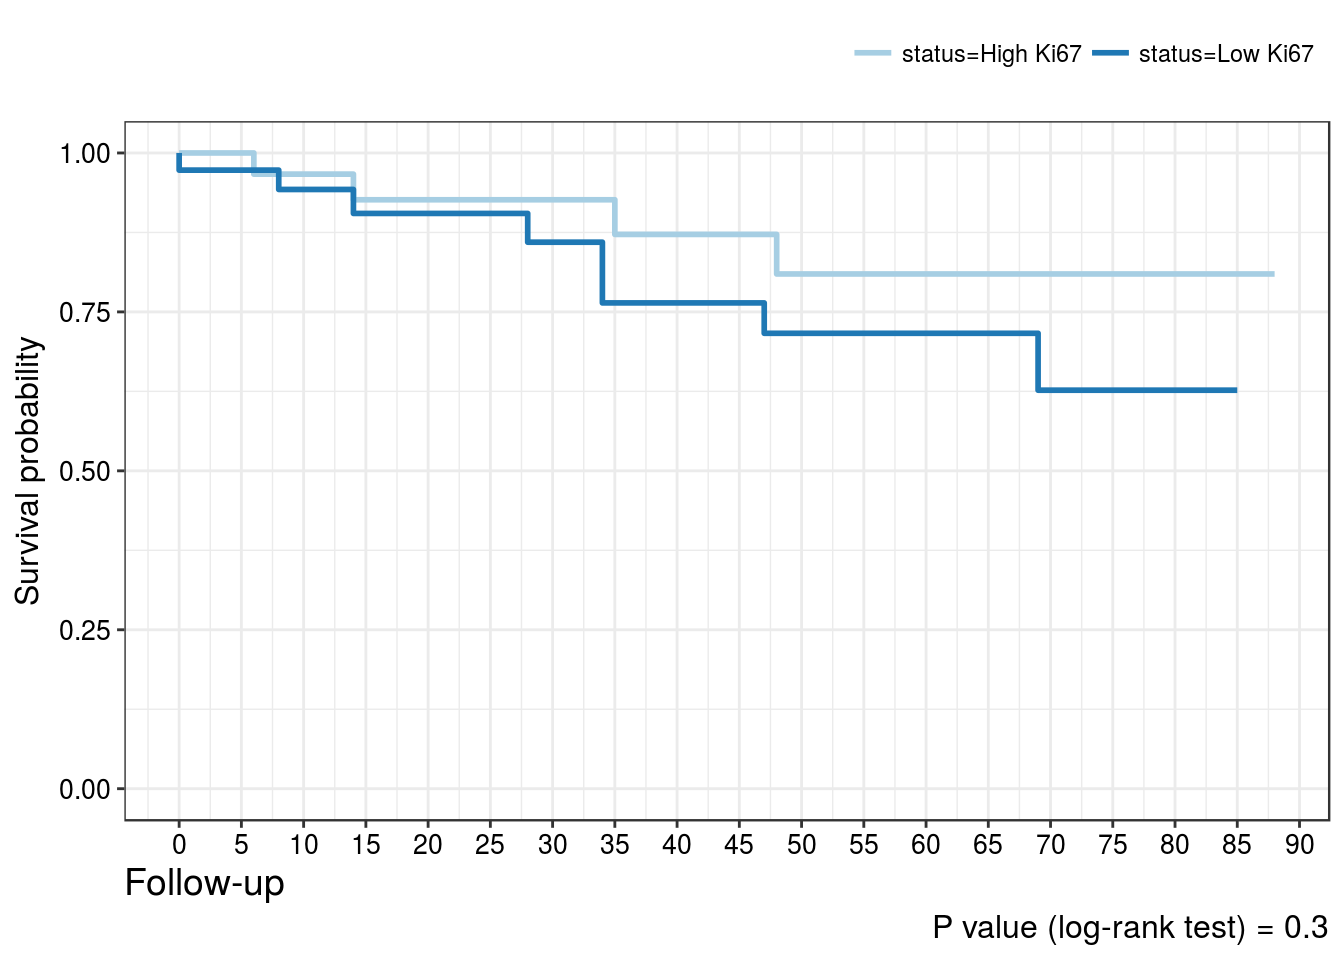 status=High Ki67 status=Low Ki67
1.00
0.75
0.50
0.25
0.00
Survival probability
0 5 10 15 20 25 30 35 40 45 50 55 60 65 70 75 80 85 90
Follow-up
P value (log-rank test) = 0.3